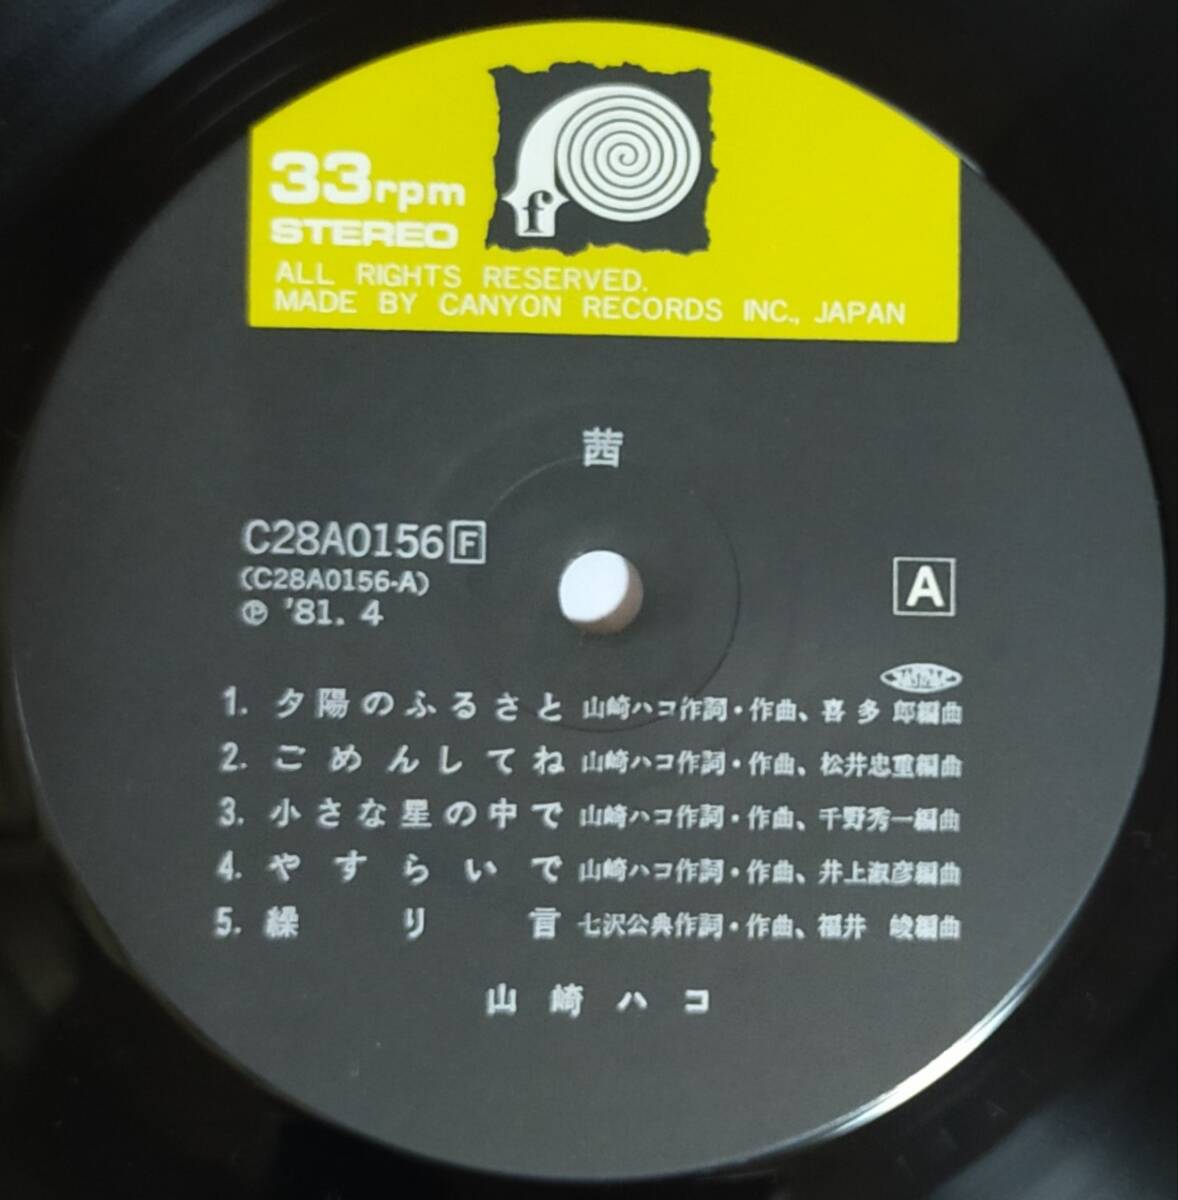 33rpm
STEREO
f
ALL RIGHTS RESERVED.
MADE BY CANYON RECORDS INC., JAPAN
茜
C28A0156 F
(C28A0156-A)
Ⓟ '81. 4
A
JASRAC
1. 夕陽のふるさと 山崎ハコ作詞・作曲、喜多郎編曲
2. ごめんしてね 山崎ハコ作詞・作曲、松井忠重編曲
3. 小さな星の中で 山崎ハコ作詞・作曲、千野秀一編曲
4. やすらいで 山崎ハコ作詞・作曲、井上淑彦編曲
5. 繰り言 七沢公典作詞・作曲、福井 峻編曲
山崎ハコ